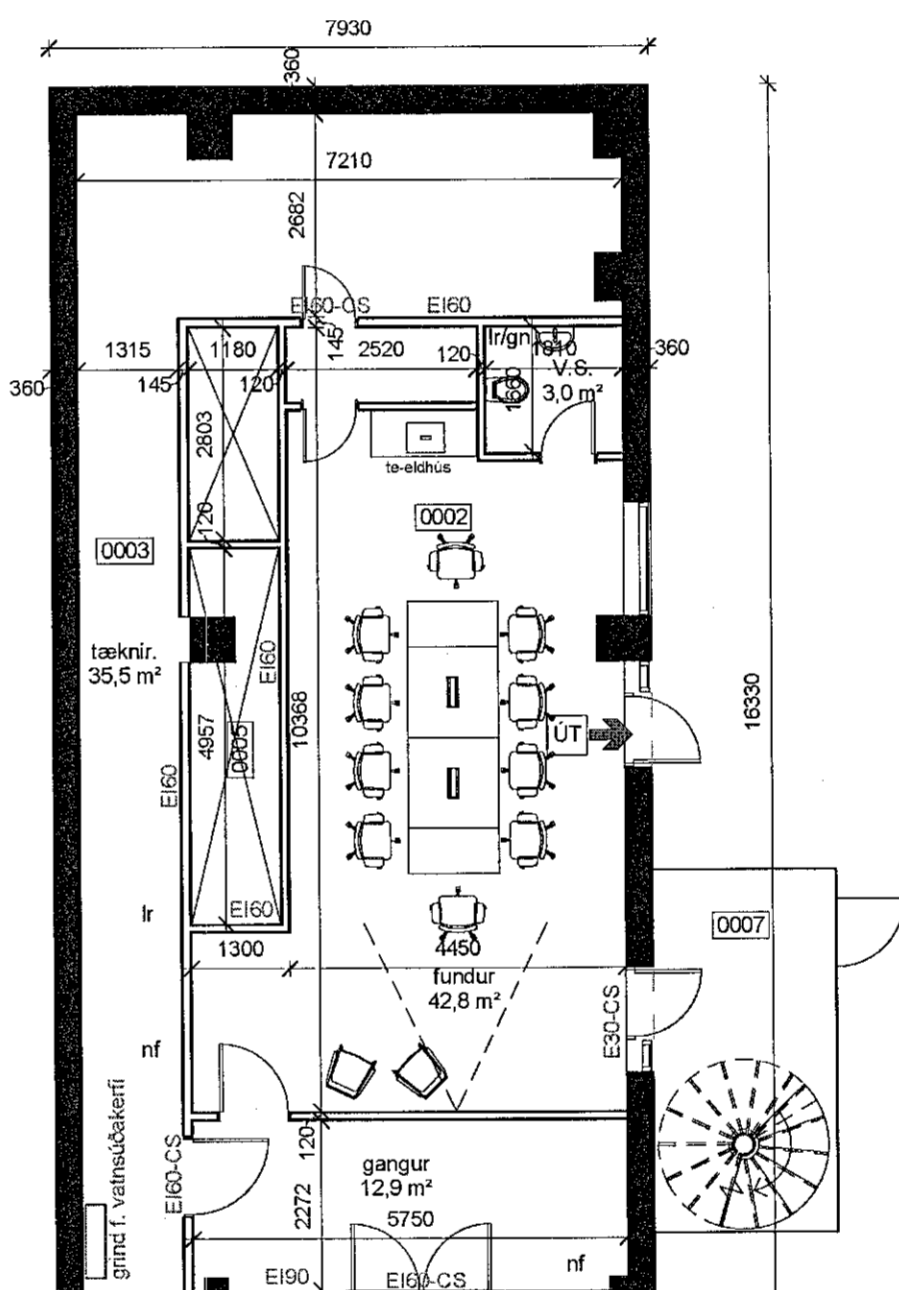 7930
360
7210
2682
EI60-CS
EI60
1315
1180
145
2520
120
lr/gn
1810
V.S.
3,0 m²
360
360
145
120
2803
te-eldhús
120
0002
0003
tæknir.
35,5 m²
EI60
4957
0005
10368
ÚT
16330
EI60
lr
EI60
0007
1300
4450
fundur
42,8 m²
E30-CS
nf
grind f. vatnsúðakerfi
EI60-CS
120
gangur
12,9 m²
2272
5750
EI90
EI60-CS
nf